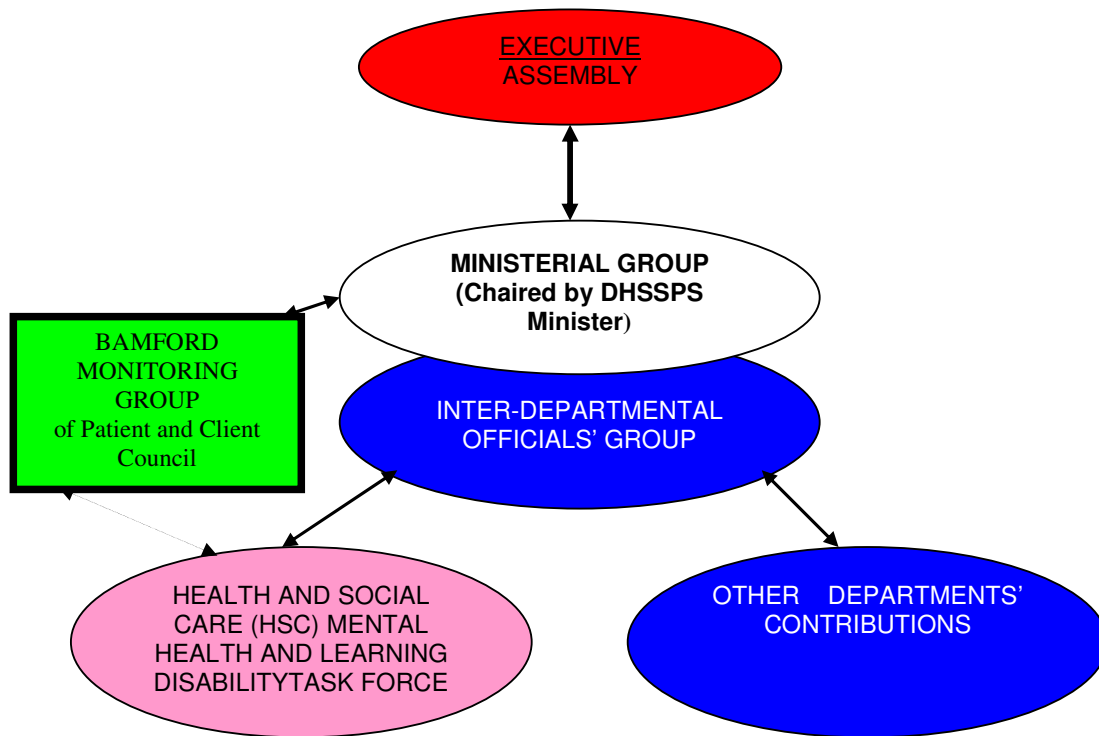 EXECUTIVE
ASSEMBLY
MINISTERIAL GROUP
(Chaired by DHSSPS
Minister)
BAMFORD
MONITORING
GROUP
of Patient and Client
Council
INTER-DEPARTMENTAL
OFFICIALS’ GROUP
HEALTH AND SOCIAL
CARE (HSC) MENTAL
HEALTH AND LEARNING
DISABILITYTASK FORCE
OTHER DEPARTMENTS’
CONTRIBUTIONS